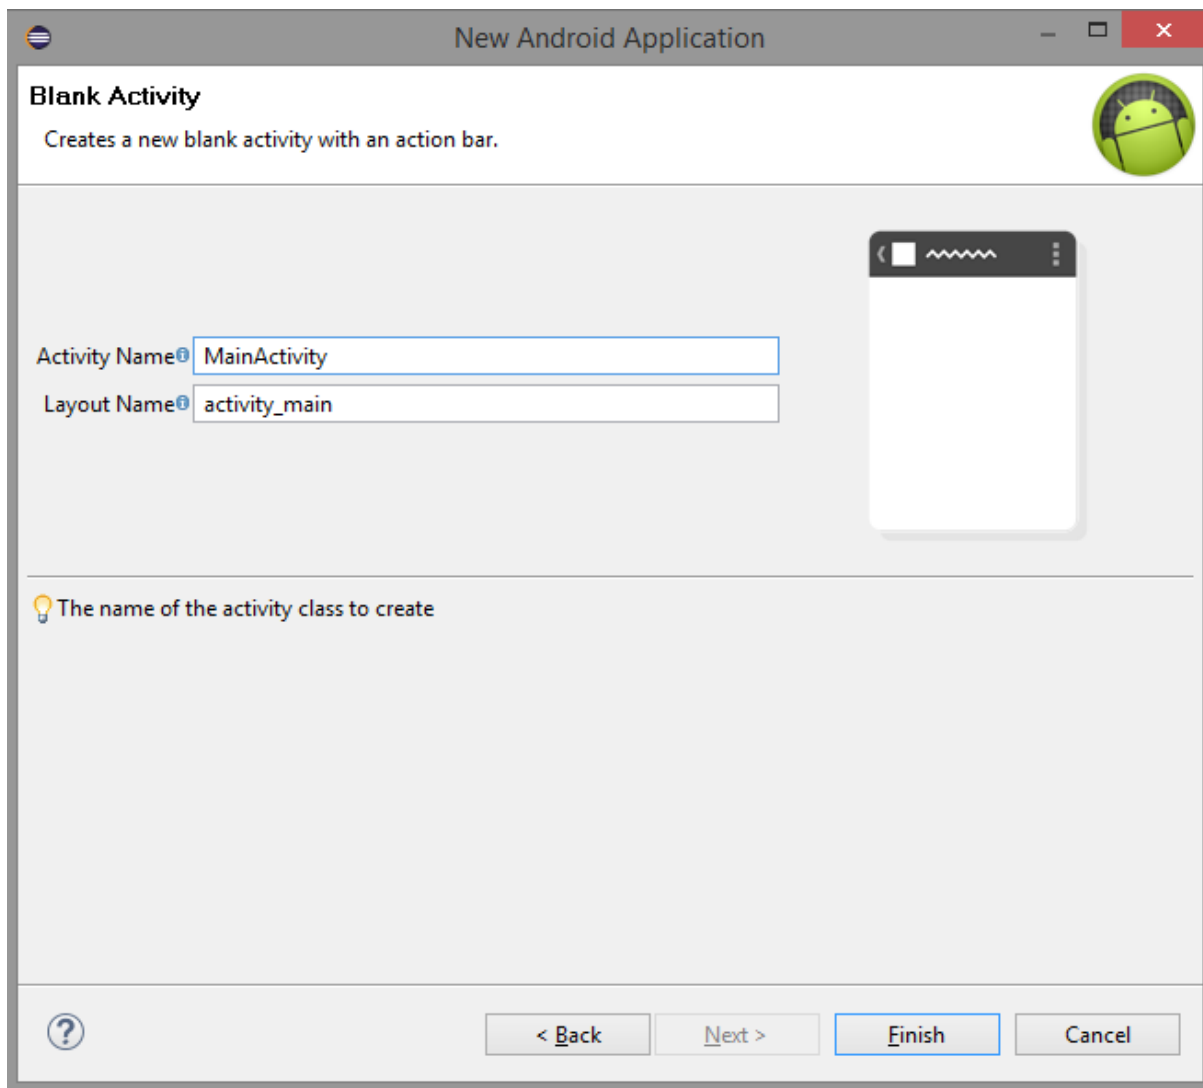 New Android Application
Blank Activity
Creates a new blank activity with an action bar.
Activity Name MainActivity
Layout Name activity_main
The name of the activity class to create
< Back Next > Finish Cancel